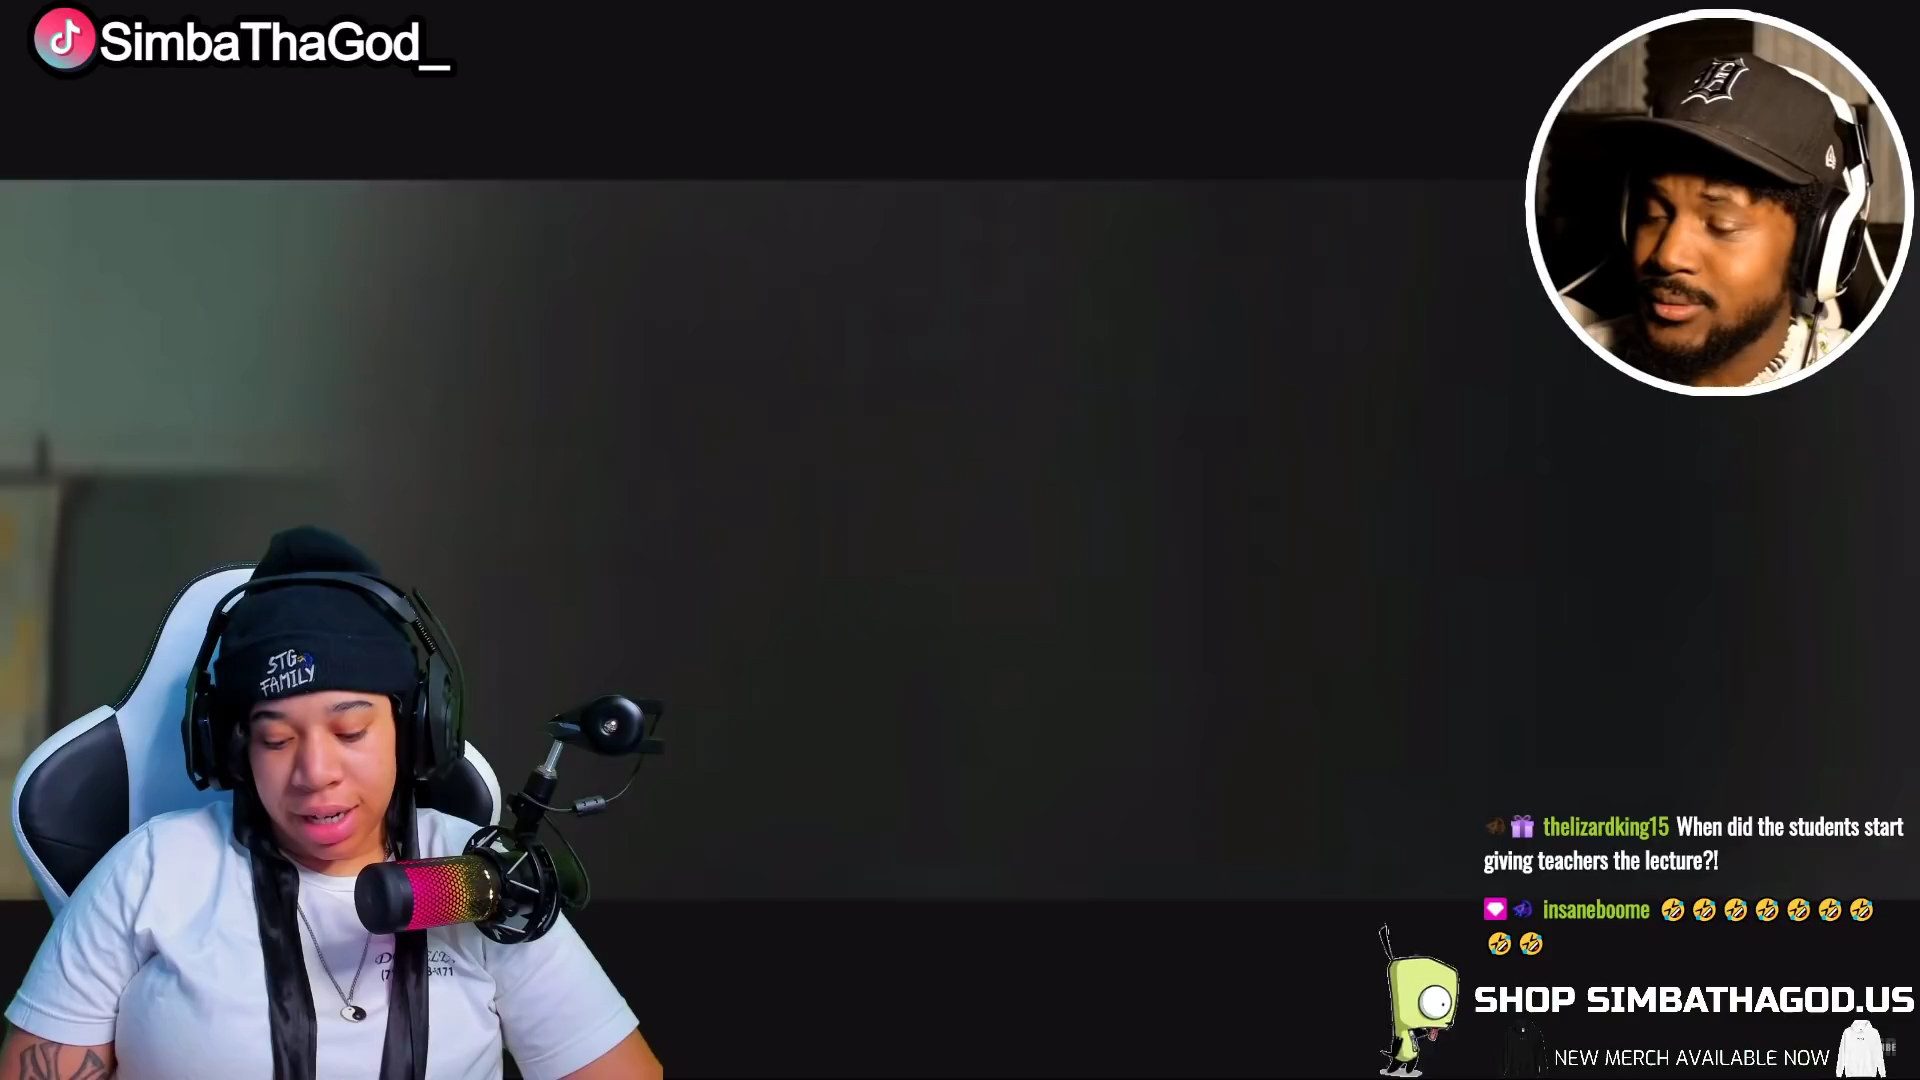 SimbaThaGod_
STG
FAMILY
thelizardking15 When did the students start
giving teachers the lecture?!
insaneboome 🤣🤣🤣🤣🤣🤣🤣
🤣🤣
SHOP SIMBATHAGOD.US
NEW MERCH AVAILABLE NOW